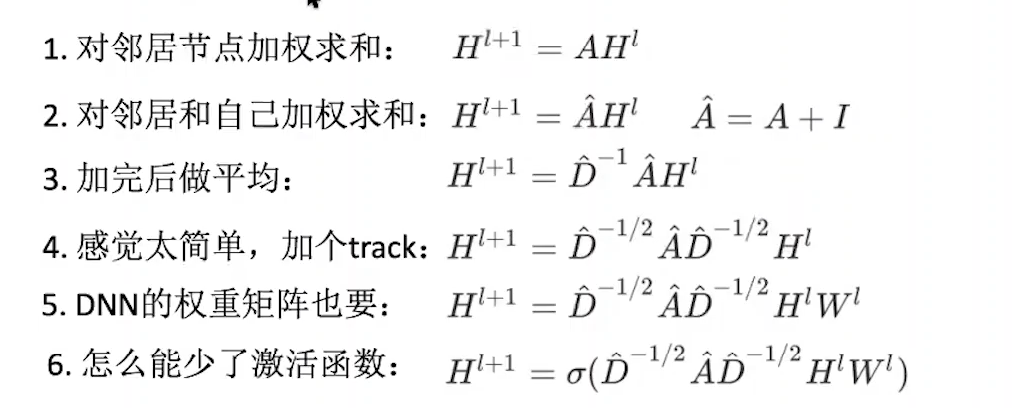 1. 对邻居节点加权求和： $H^{l+1} = AH^l$
2. 对邻居和自己加权求和： $H^{l+1} = \hat{A}H^l$ $\hat{A} = A + I$
3. 加完后做平均： $H^{l+1} = \hat{D}^{-1}\hat{A}H^l$
4. 感觉太简单，加个track： $H^{l+1} = \hat{D}^{-1/2}\hat{A}\hat{D}^{-1/2}H^l$
5. DNN的权重矩阵也要： $H^{l+1} = \hat{D}^{-1/2}\hat{A}\hat{D}^{-1/2}H^lW^l$
6. 怎么能少了激活函数： $H^{l+1} = \sigma(\hat{D}^{-1/2}\hat{A}\hat{D}^{-1/2}H^lW^l)$